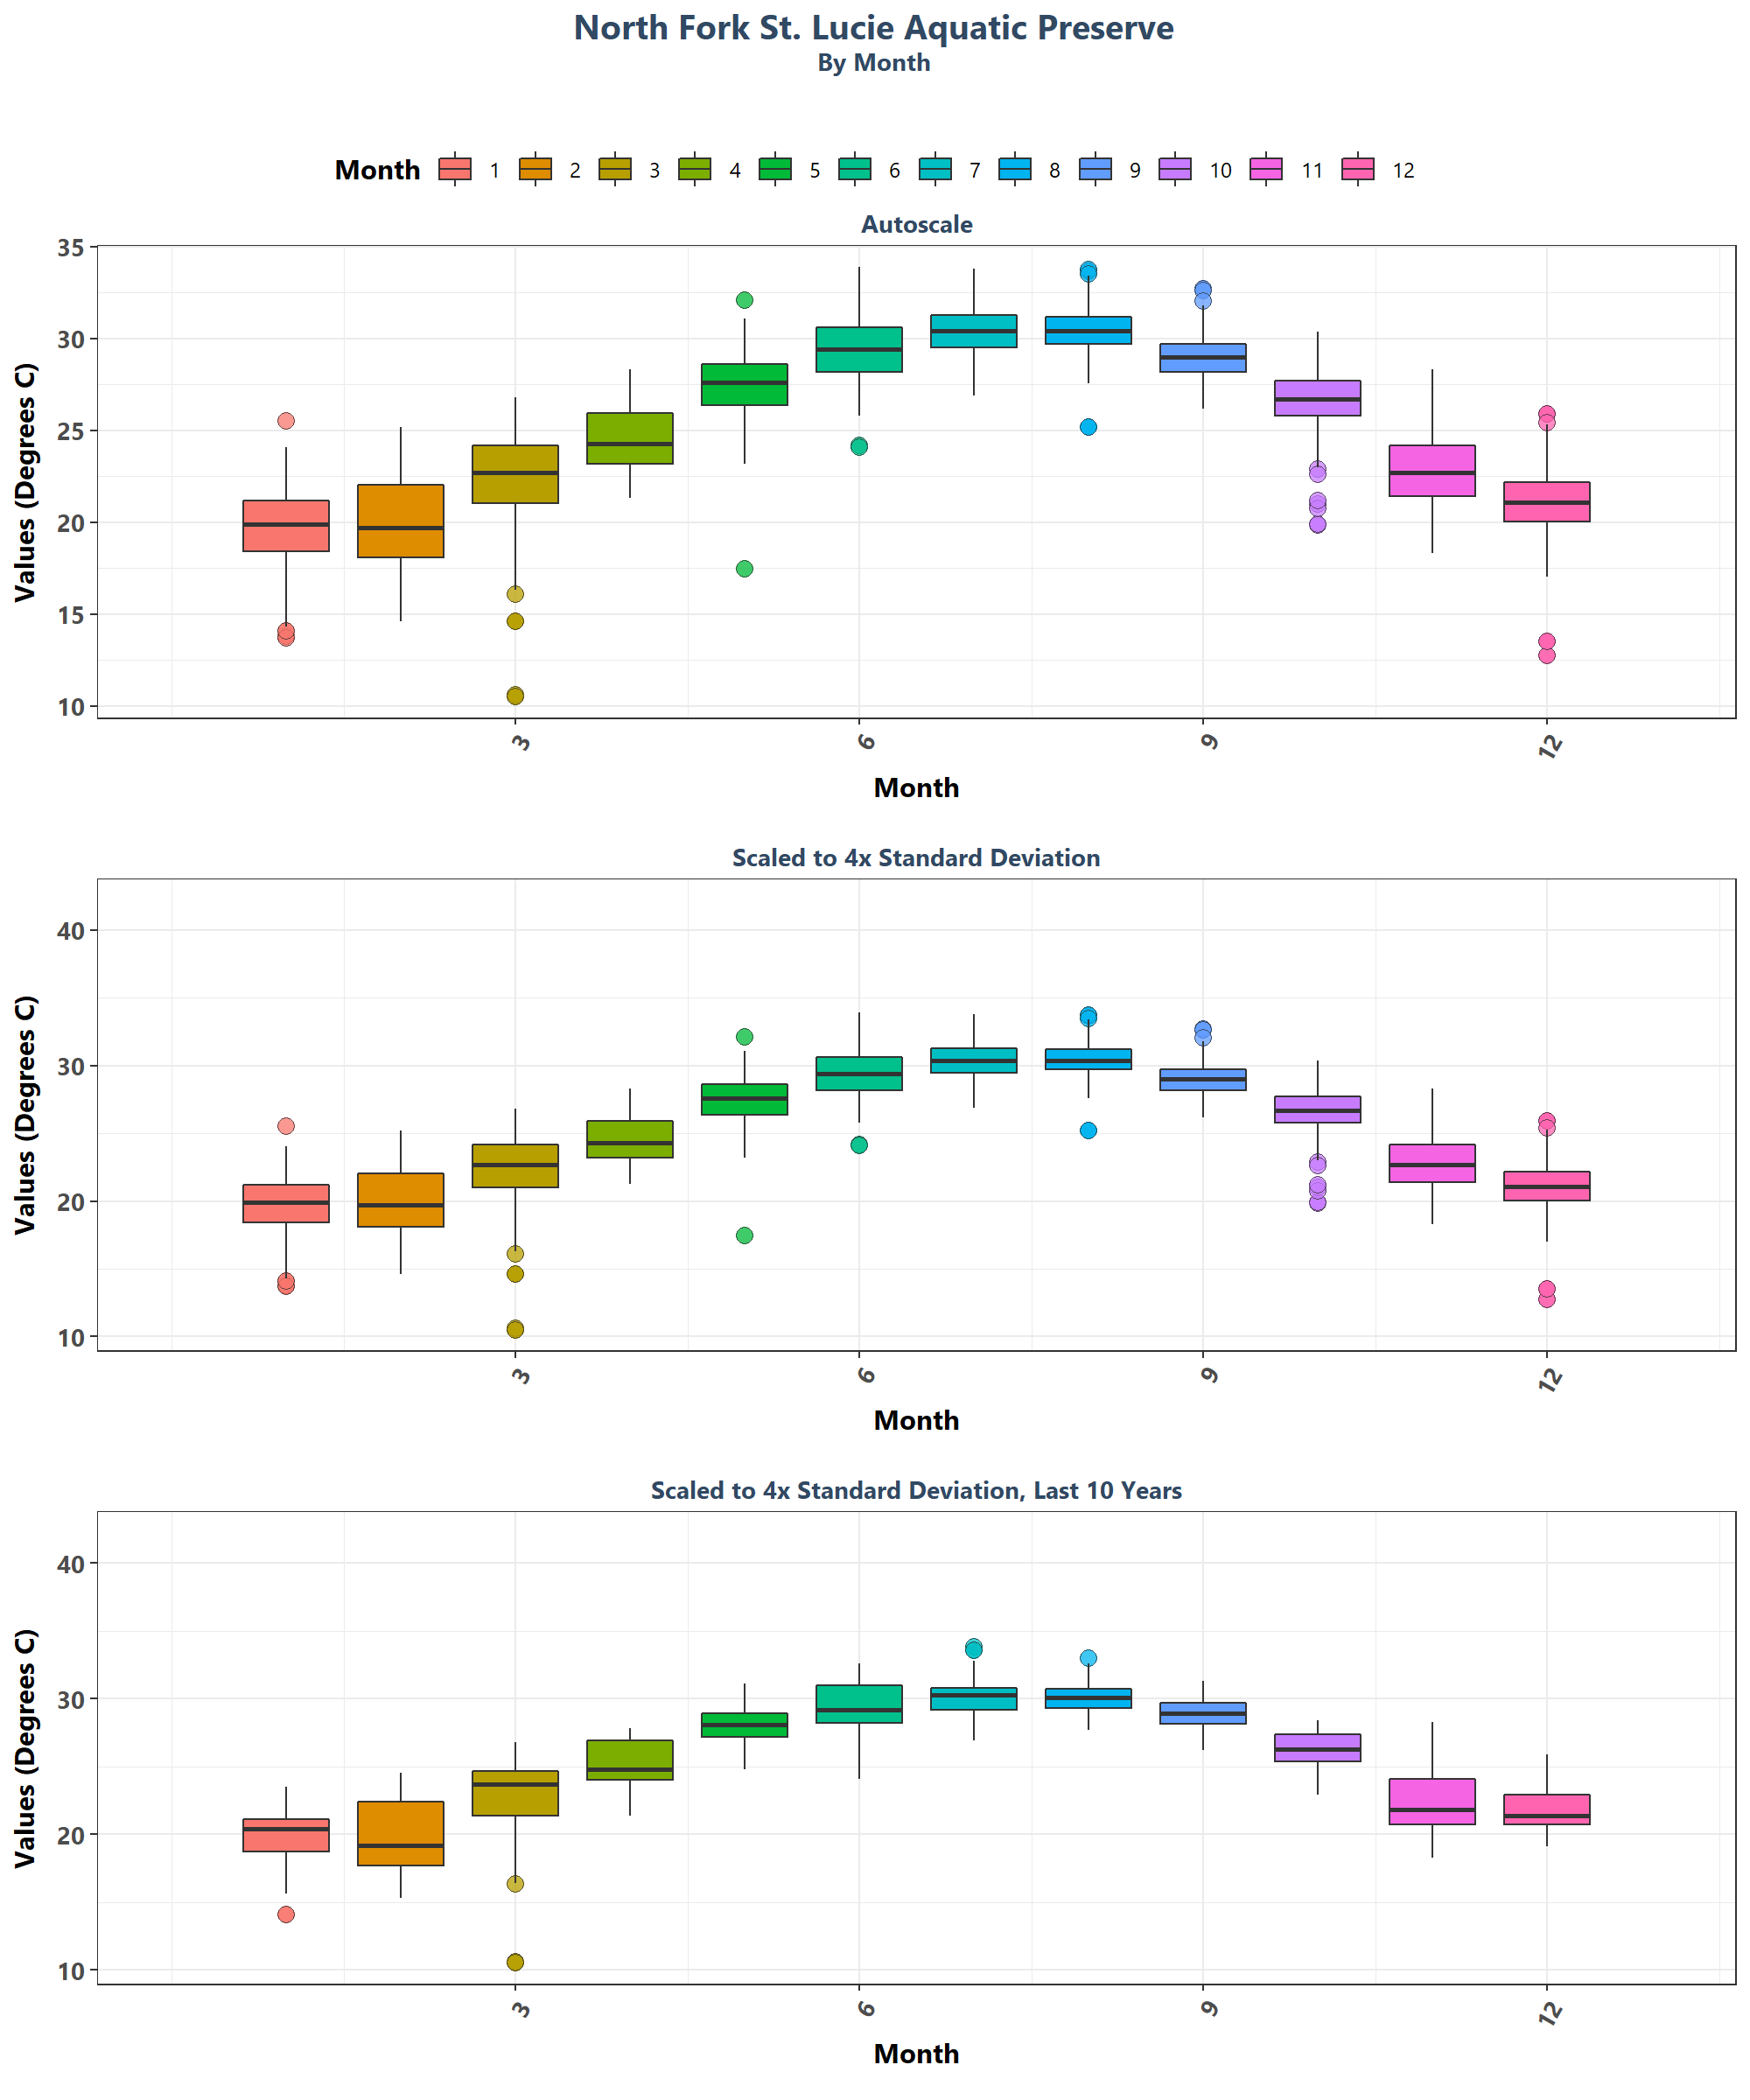 North Fork St. Lucie Aquatic Preserve
By Month
Month 1 2 3 4 5 6 7 8 9 10 11 12
Autoscale
Values (Degrees C)
35
30
25
20
15
10
3 6 9 12
Month
Scaled to 4x Standard Deviation
Values (Degrees C)
40
30
20
10
3 6 9 12
Month
Scaled to 4x Standard Deviation, Last 10 Years
Values (Degrees C)
40
30
20
10
3 6 9 12
Month